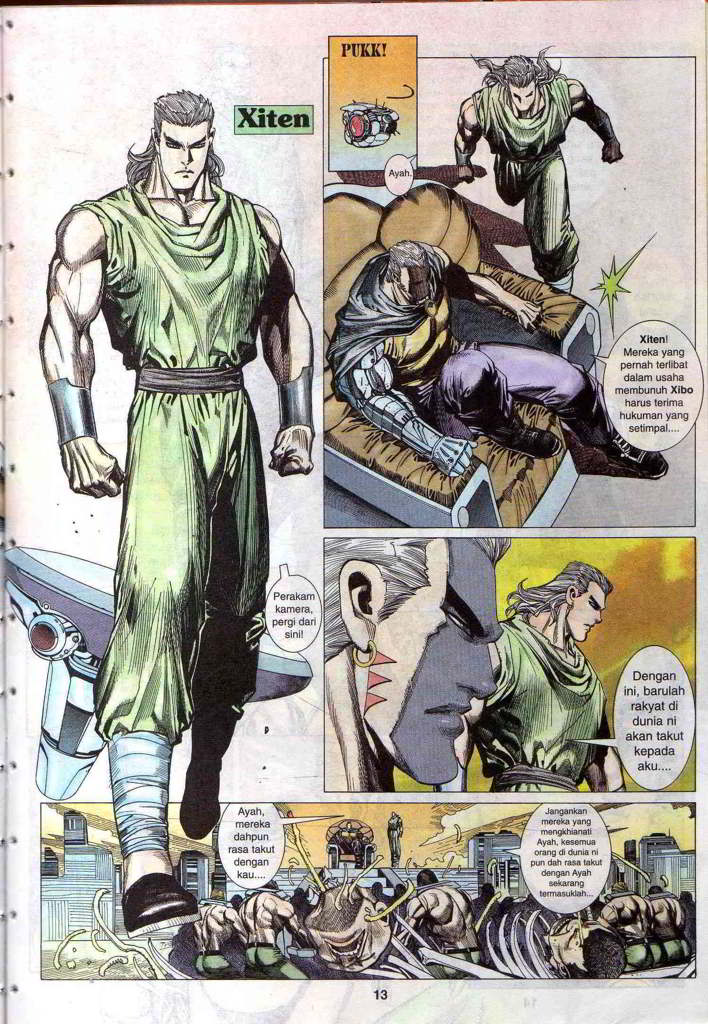 Xiten
PUKK!
Ayah.
Xiten!
Mereka yang
pernah terlibat
dalam usaha
membunuh Xibo
harus terima
hukuman yang
setimpal....
Perakam
kamera,
pergi dari
sini!
Dengan
ini, barulah
rakyat di
dunia ni
akan takut
kepada
aku....
Ayah,
mereka
dahpun
rasa takut
dengan
kau....
Jangankan
mereka yang
mengkhianati
Ayah, kesemua
orang di dunia ni
pun dah rasa takut
dengan Ayah
sekarang
termasuklah...
13